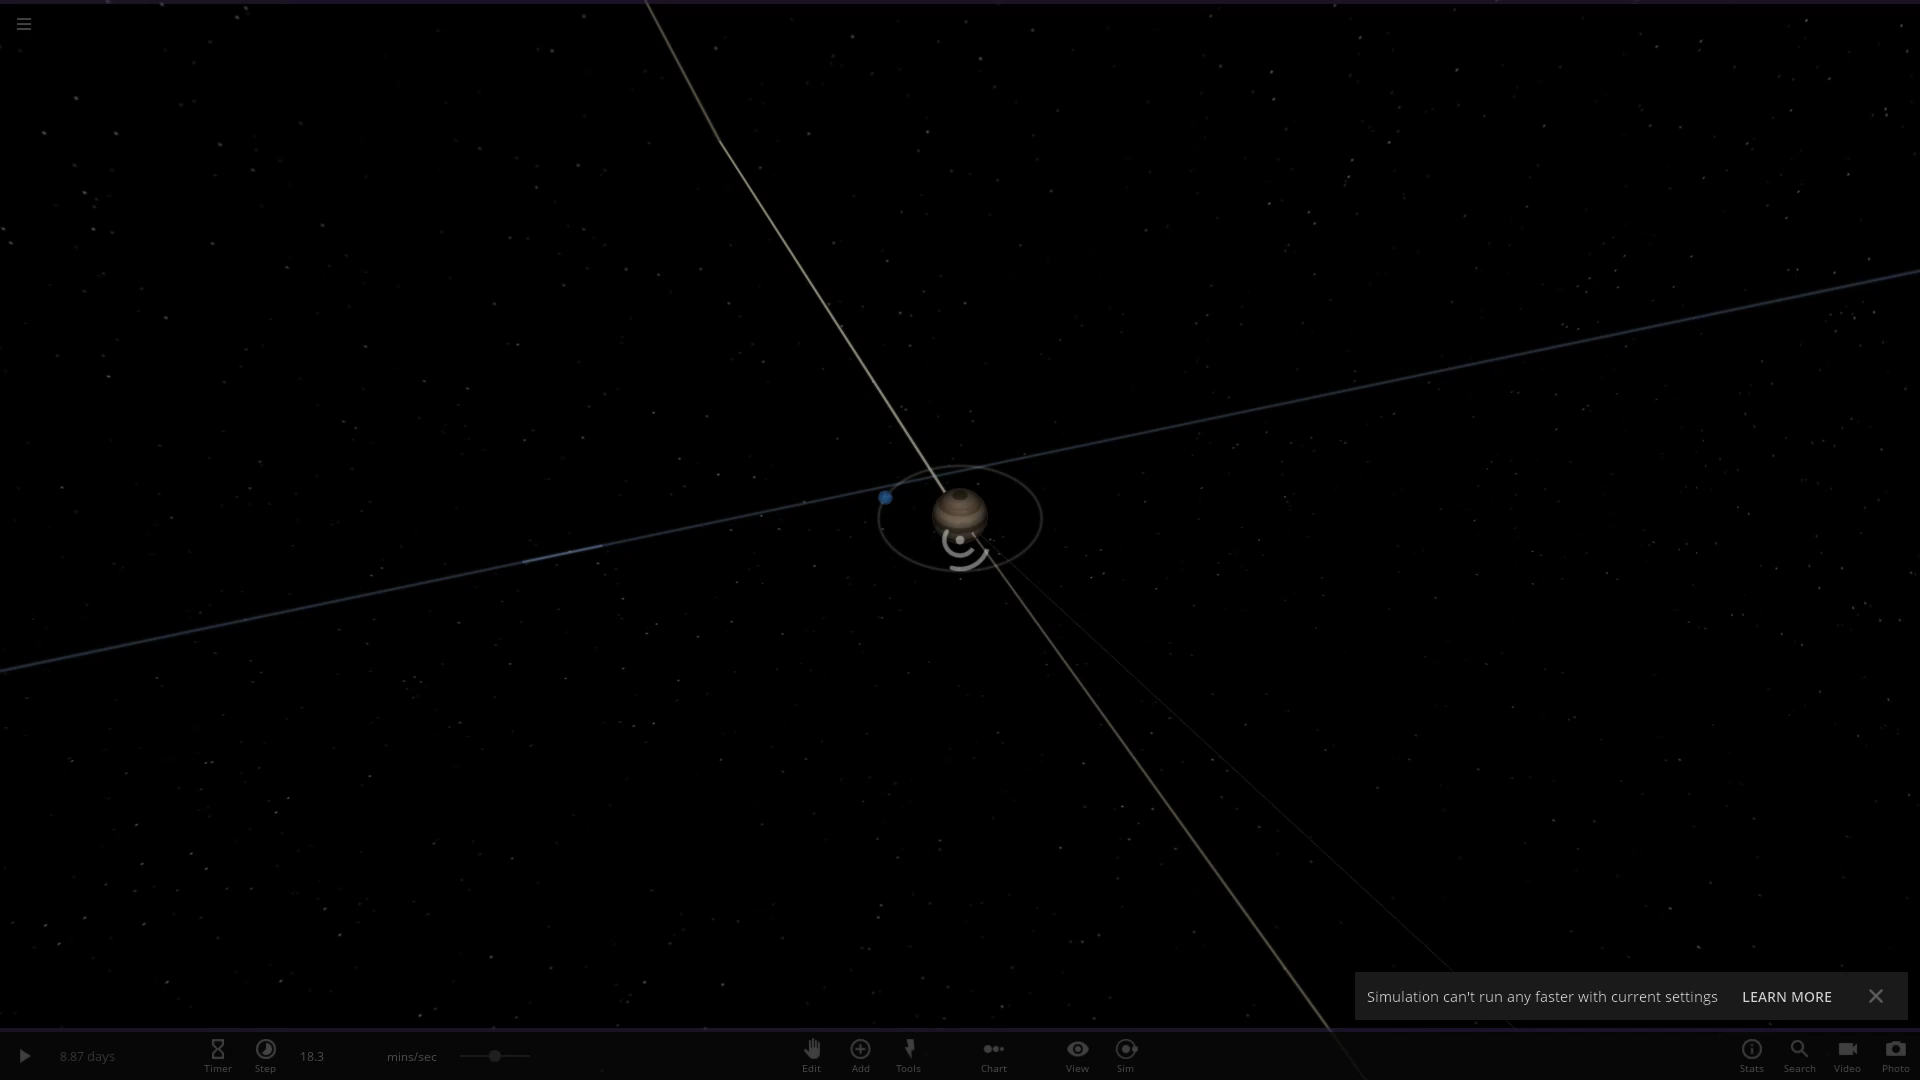 Simulation can't run any faster with current settings LEARN MORE
8.87 days
Timer
Step
18.3
mins/sec
Edit
Add
Tools
Chart
View
Sim
Stats
Search
Video
Photo